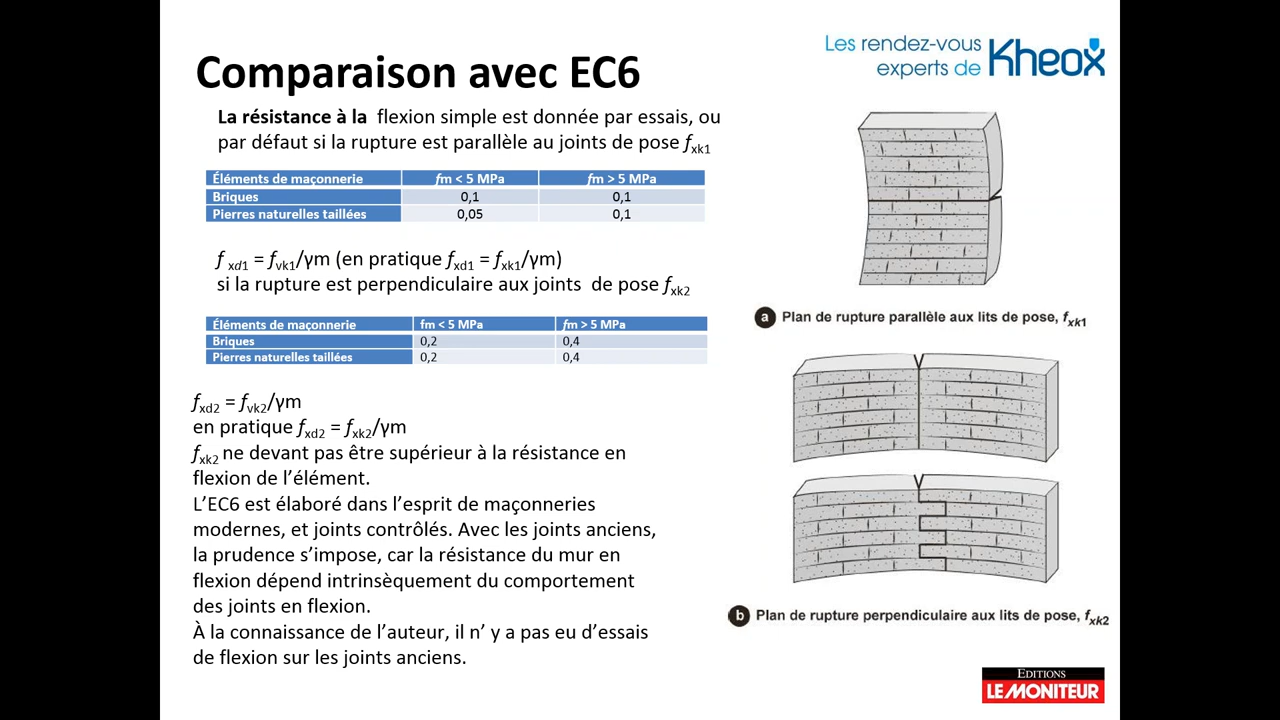 Les rendez-vous
experts de Kheox
Comparaison avec EC6
La résistance à la flexion simple est donnée par essais, ou
par défaut si la rupture est parallèle au joints de pose fxk1
Éléments de maçonnerie fm < 5 MPa fm > 5 MPa
Briques 0,1 0,1
Pierres naturelles taillées 0,05 0,1
f xd1 = fvk1/γm (en pratique fxd1 = fxk1/γm)
si la rupture est perpendiculaire aux joints de pose fxk2
Éléments de maçonnerie fm < 5 MPa fm > 5 MPa
Briques 0,2 0,4
Pierres naturelles taillées 0,2 0,4
fxd2 = fvk2/γm
en pratique fxd2 = fxk2/γm
fxk2 ne devant pas être supérieur à la résistance en
flexion de l’élément.
L’EC6 est élaboré dans l’esprit de maçonneries
modernes, et joints contrôlés. Avec les joints anciens,
la prudence s’impose, car la résistance du mur en
flexion dépend intrinsèquement du comportement
des joints en flexion.
À la connaissance de l’auteur, il n’ y a pas eu d’essais
de flexion sur les joints anciens.
a Plan de rupture parallèle aux lits de pose, fxk1
b Plan de rupture perpendiculaire aux lits de pose, fxk2
EDITIONS
LE MONITEUR